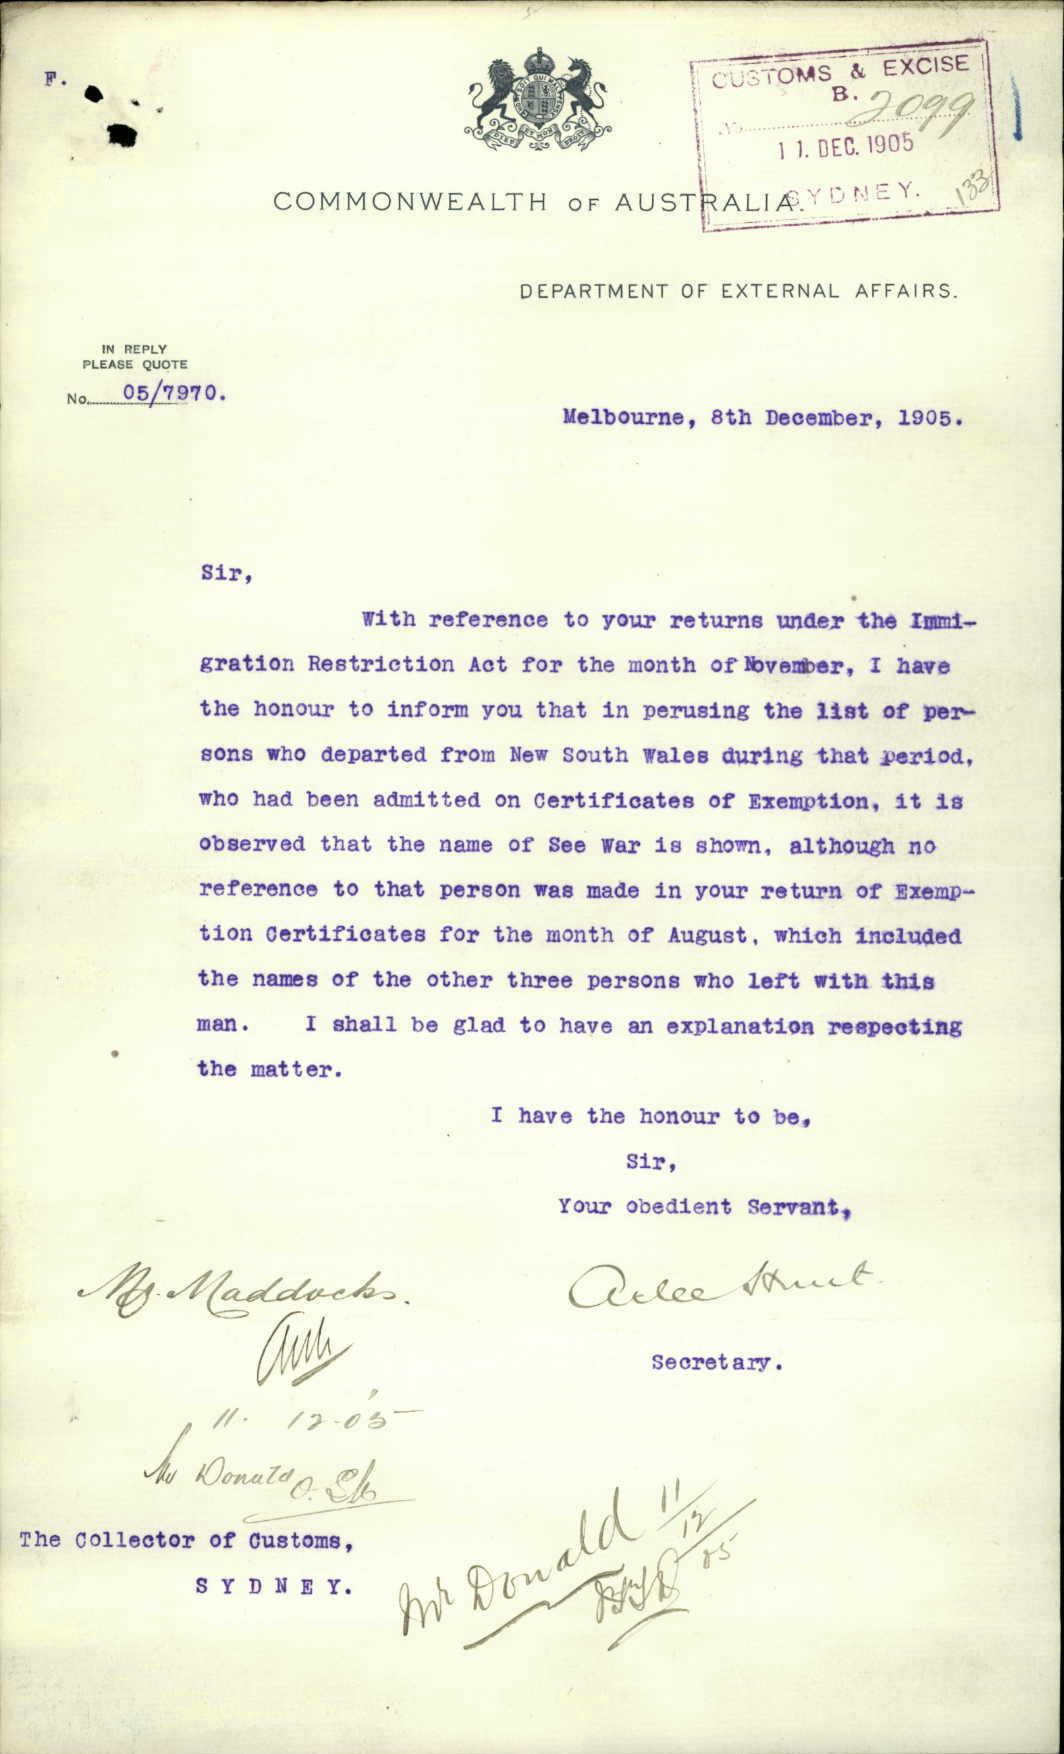 F.
CUSTOMS & EXCISE
B.
No. 2099
11. DEC. 1905
SYDNEY.
133
COMMONWEALTH OF AUSTRALIA.
DEPARTMENT OF EXTERNAL AFFAIRS.
IN REPLY
PLEASE QUOTE
No. 05/7970.
Melbourne, 8th December, 1905.
Sir,
With reference to your returns under the Immi-
gration Restriction Act for the month of November, I have
the honour to inform you that in perusing the list of per-
sons who departed from New South Wales during that period,
who had been admitted on Certificates of Exemption, it is
observed that the name of See War is shown, although no
reference to that person was made in your return of Exemp-
tion Certificates for the month of August, which included
the names of the other three persons who left with this
man. I shall be glad to have an explanation respecting
the matter.
I have the honour to be,
Sir,
Your obedient Servant,
Atlee Hunt.
Secretary.
Mr. Maddocks.
11. 12.05
Mr Donald
The Collector of Customs,
SYDNEY.
Mr Donald 11/12/05